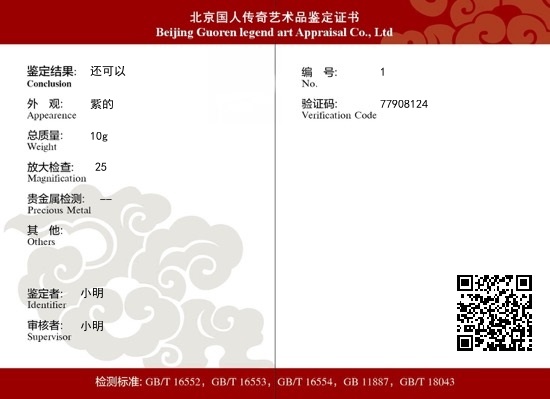 北京国人传奇艺术品鉴定证书
Beijing Guoren legend art Appraisal Co., Ltd
鉴定结果: 还可以
Conclusion
外 观: 紫的
Appearence
总质量: 10g
Weight
放大检查: 25
Magnification
贵金属检测: --
Precious Metal
其 他:
Others
鉴定者: 小明
Identifier
审核者: 小明
Supervisor
编 号: 1
No.
验证码: 77908124
Verification Code
检测标准: GB/T 16552, GB/T 16553, GB/T 16554, GB 11887, GB/T 18043